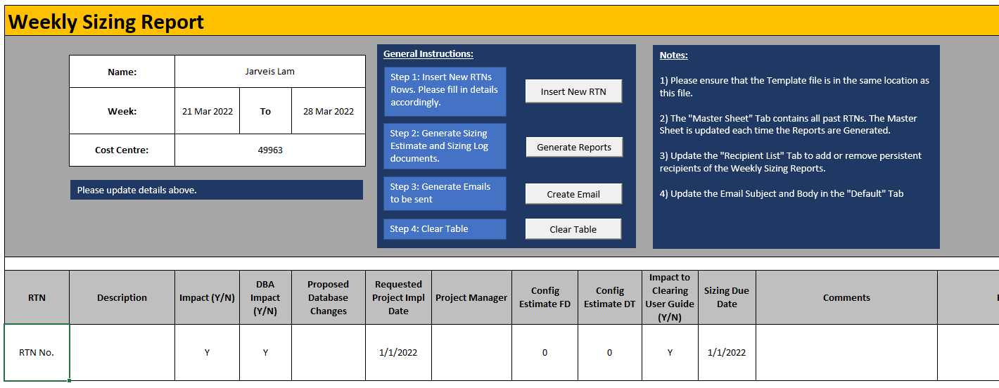 Weekly Sizing Report
Name:
Jarveis Lam
Week:
21 Mar 2022
To
28 Mar 2022
Cost Centre:
49963
Please update details above.
General Instructions:
Step 1: Insert New RTNs
Rows. Please fill in details
accordingly.
Insert New RTN
Step 2: Generate Sizing
Estimate and Sizing Log
documents.
Generate Reports
Step 3: Generate Emails
to be sent
Create Email
Step 4: Clear Table
Clear Table
Notes:
1) Please ensure that the Template file is in the same location as
this file.
2) The "Master Sheet" Tab contains all past RTNs. The Master
Sheet is updated each time the Reports are Generated.
3) Update the "Recipient List" Tab to add or remove persistent
recipients of the Weekly Sizing Reports.
4) Update the Email Subject and Body in the "Default" Tab
RTN
Description
Impact (Y/N)
DBA
Impact
(Y/N)
Proposed
Database
Changes
Requested
Project Impl
Date
Project Manager
Config
Estimate FD
Config
Estimate DT
Impact to
Clearing
User Guide
(Y/N)
Sizing Due
Date
Comments
RTN No.
Y
Y
1/1/2022
0
0
Y
1/1/2022